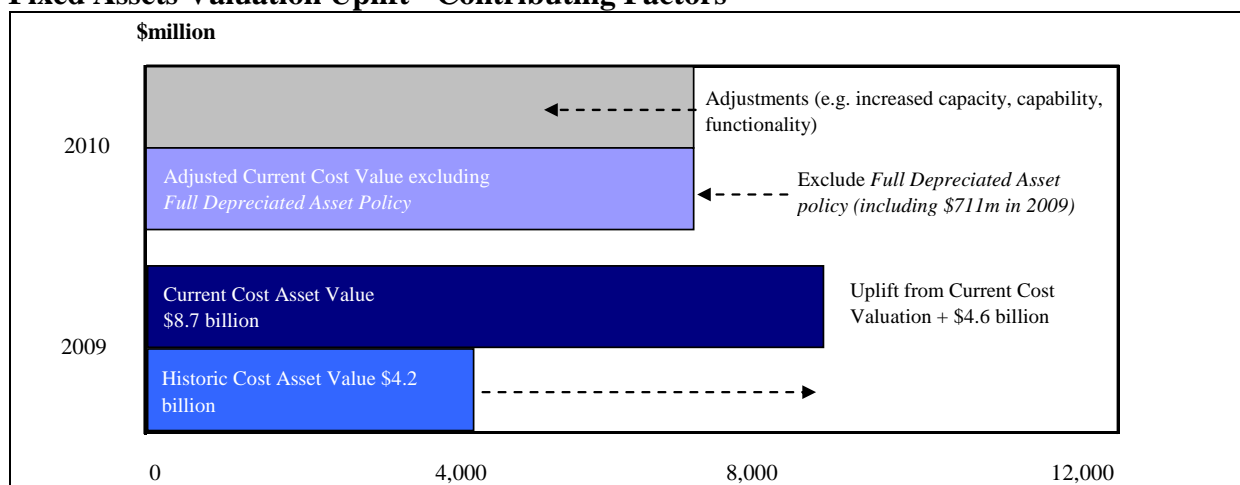 Fixed Assets Valuation Uplift - Contributing Factors
$million
Adjustments (e.g. increased capacity, capability,
functionality)
2010
Adjusted Current Cost Value excluding
Full Depreciated Asset Policy
Exclude Full Depreciated Asset
policy (including $711m in 2009)
Current Cost Asset Value
$8.7 billion
Uplift from Current Cost
Valuation + $4.6 billion
2009
Historic Cost Asset Value $4.2
billion
0 4,000 8,000 12,000